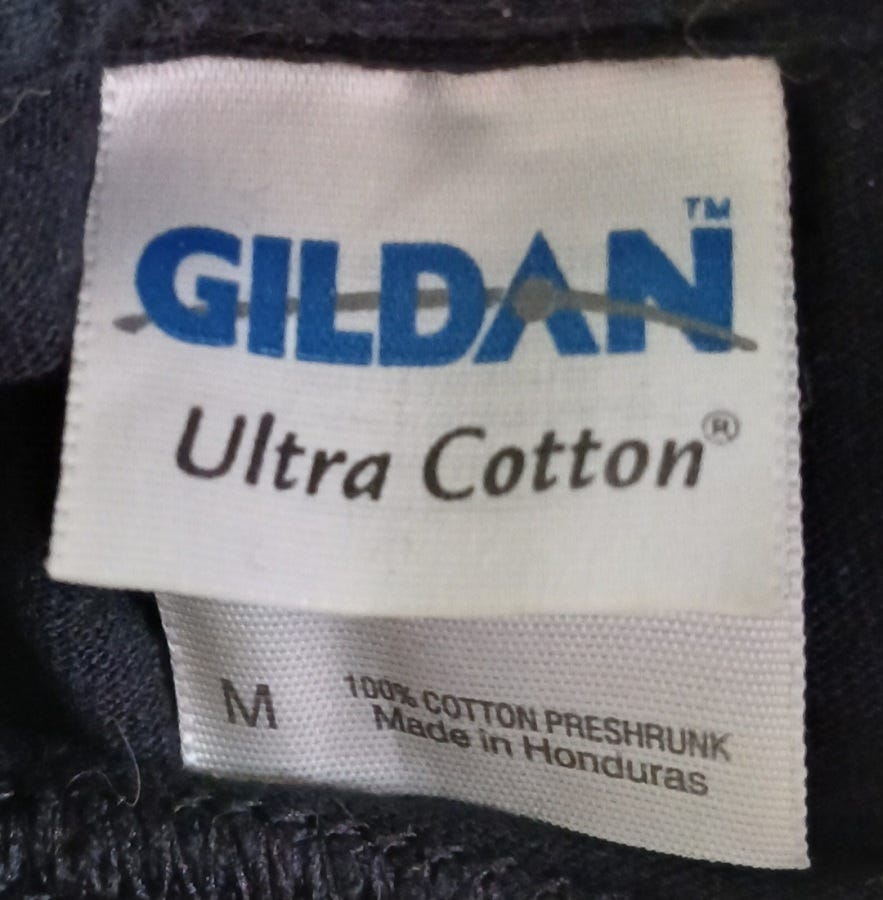 GILDAN™
Ultra Cotton®
M
100% COTTON PRESHRUNK
Made in Honduras